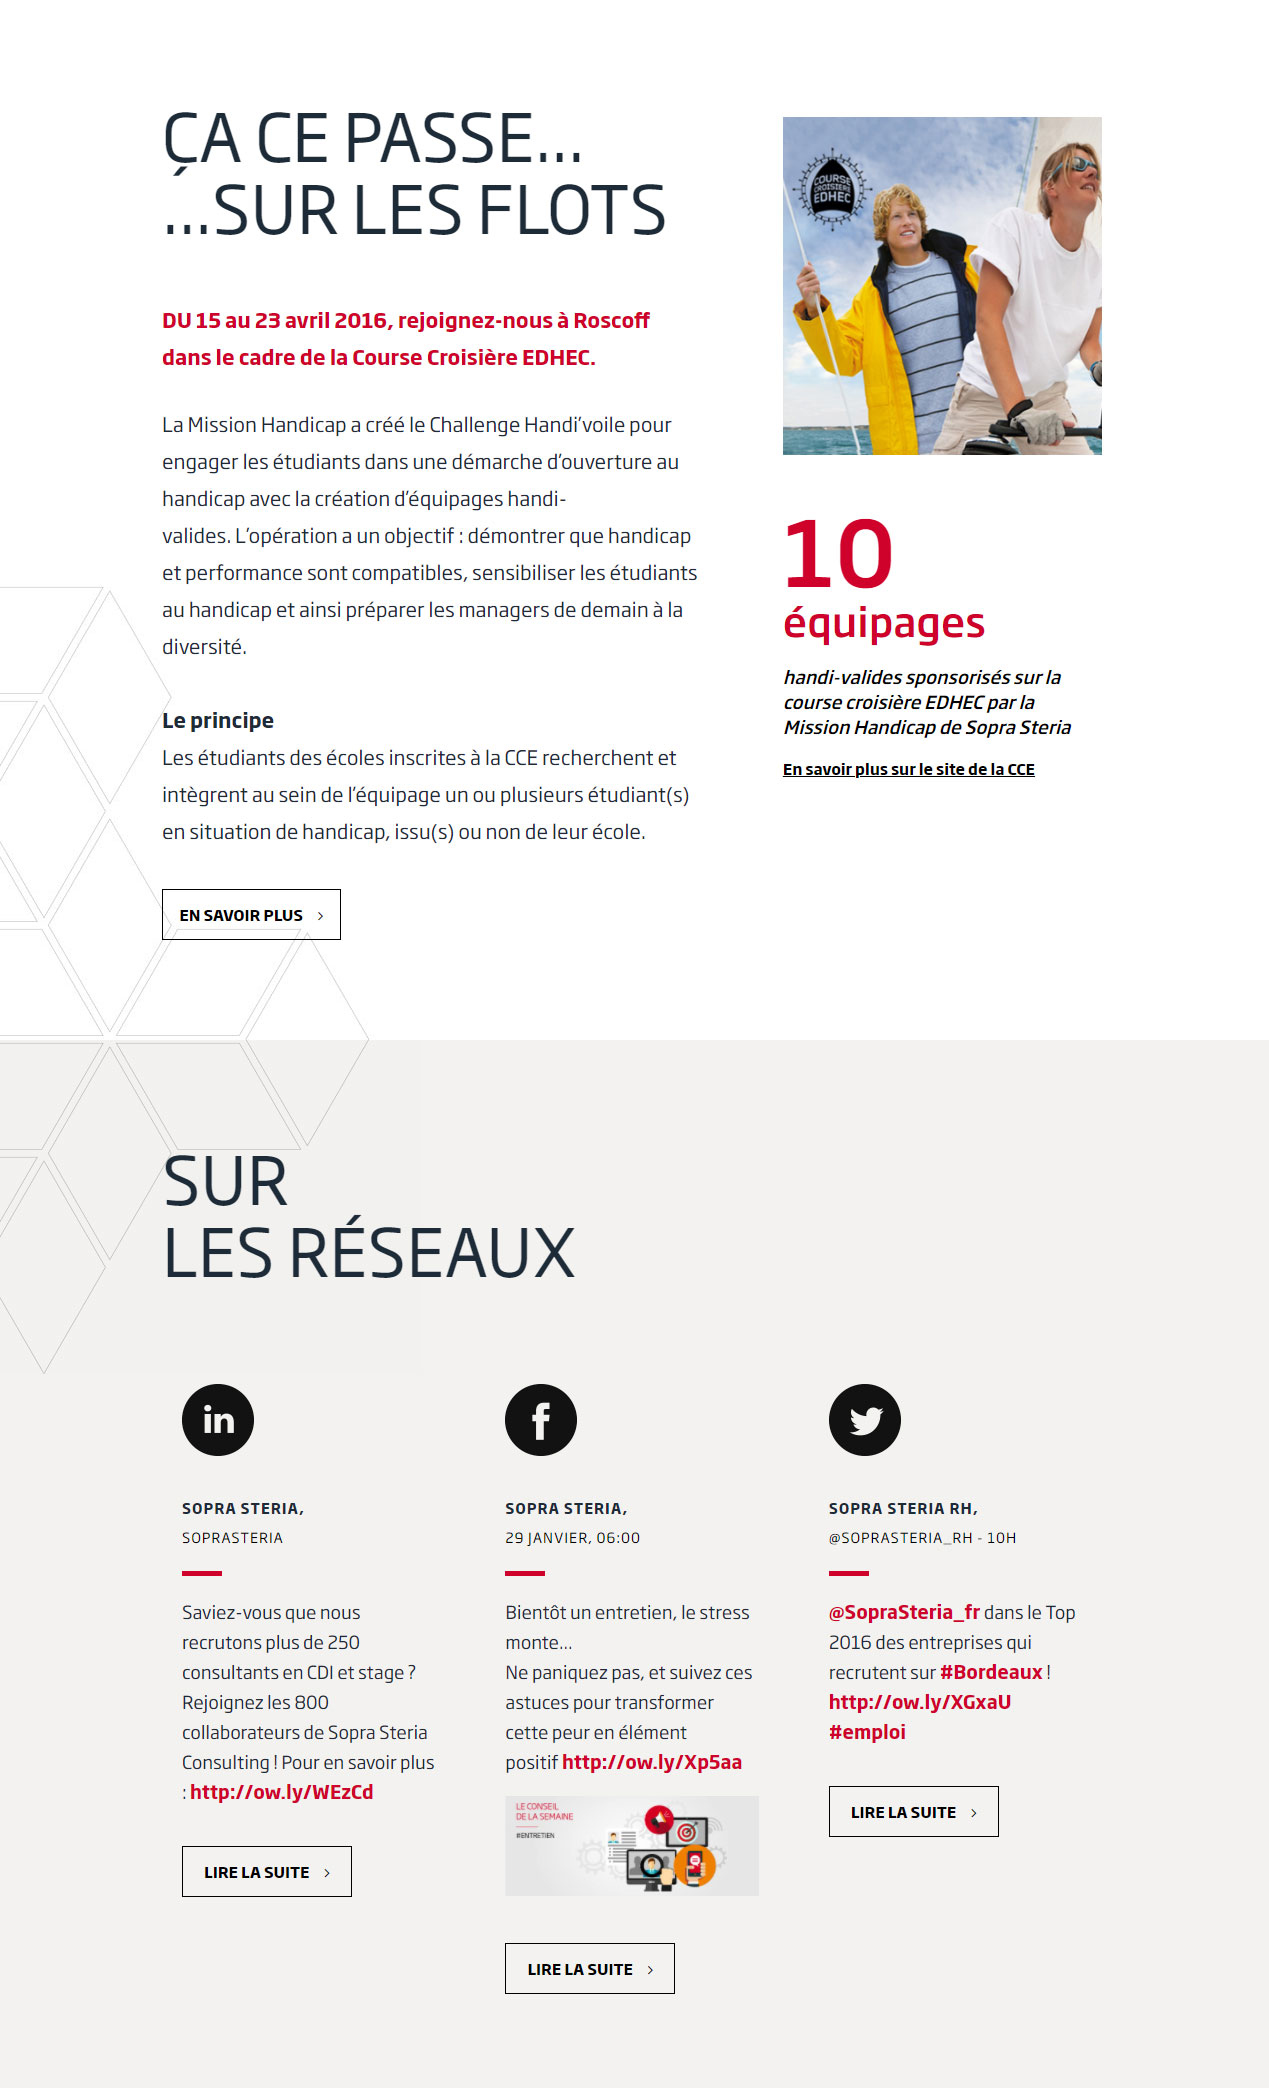 ÇA CE PASSE...
...SUR LES FLOTS
DU 15 au 23 avril 2016, rejoignez-nous à Roscoff
dans le cadre de la Course Croisière EDHEC.
La Mission Handicap a créé le Challenge Handi’voile pour
engager les étudiants dans une démarche d’ouverture au
handicap avec la création d’équipages handi-
valides. L’opération a un objectif : démontrer que handicap
et performance sont compatibles, sensibiliser les étudiants
au handicap et ainsi préparer les managers de demain à la
diversité.
Le principe
Les étudiants des écoles inscrites à la CCE recherchent et
intègrent au sein de l’équipage un ou plusieurs étudiant(s)
en situation de handicap, issu(s) ou non de leur école.
EN SAVOIR PLUS
COURSE
CROISIÈRE
EDHEC
10
équipages
handi-valides sponsorisés sur la
course croisière EDHEC par la
Mission Handicap de Sopra Steria
En savoir plus sur le site de la CCE
SUR
LES RÉSEAUX
in
SOPRA STERIA,
SOPRASTERIA
Saviez-vous que nous
recrutons plus de 250
consultants en CDI et stage ?
Rejoignez les 800
collaborateurs de Sopra Steria
Consulting ! Pour en savoir plus
: http://ow.ly/WEzCd
LIRE LA SUITE
f
SOPRA STERIA,
29 JANVIER, 06:00
Bientôt un entretien, le stress
monte...
Ne paniquez pas, et suivez ces
astuces pour transformer
cette peur en élément
positif http://ow.ly/Xp5aa
LE CONSEIL
DE LA SEMAINE
#ENTRETIEN
LIRE LA SUITE
SOPRA STERIA RH,
@SOPRASTERIA_RH - 10H
@SopraSteria_fr dans le Top
2016 des entreprises qui
recrutent sur #Bordeaux !
http://ow.ly/XGxaU
#emploi
LIRE LA SUITE